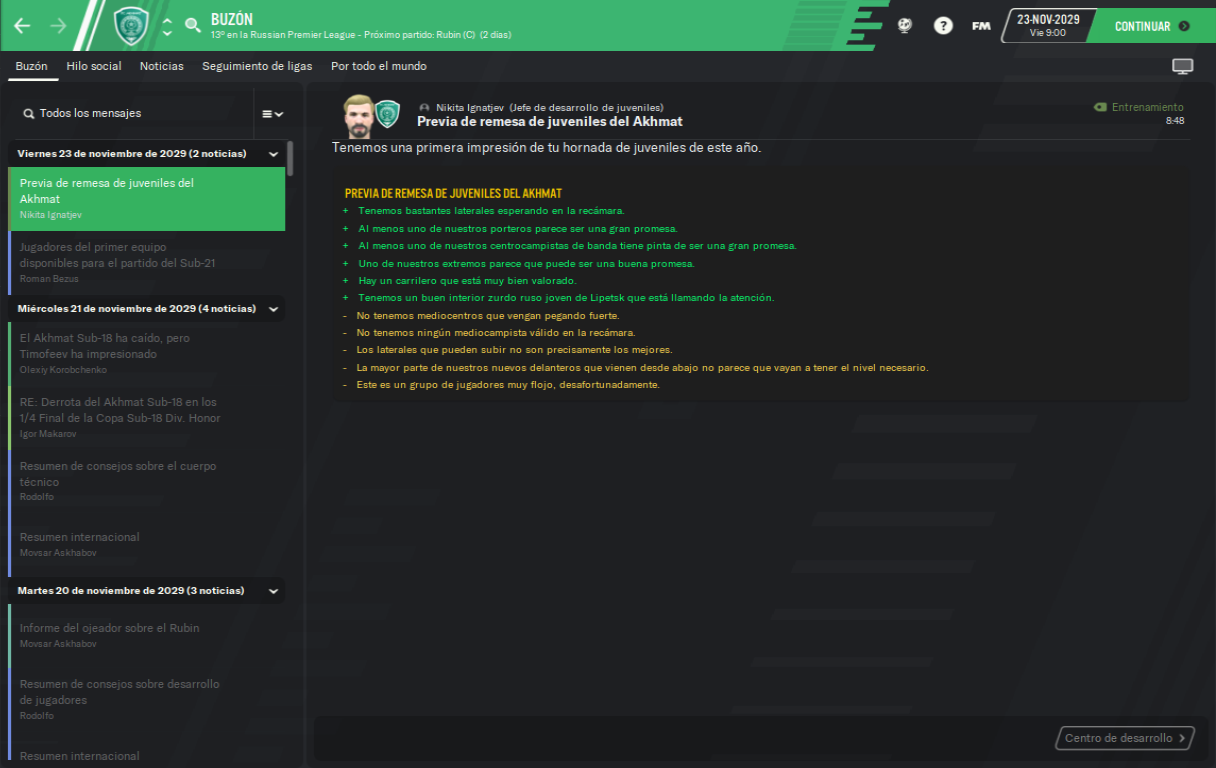 BUZÓN
13º en la Russian Premier League - Próximo partido: Rubin (C) (2 días)
?
FM
23-NOV-2029
Vie 9:00
CONTINUAR
Buzón
Hilo social
Noticias
Seguimiento de ligas
Por todo el mundo
Todos los mensajes
Viernes 23 de noviembre de 2029 (2 noticias)
Previa de remesa de juveniles del
Akhmat
Nikita Ignatjev
Jugadores del primer equipo
disponibles para el partido del Sub-21
Roman Bezus
Miércoles 21 de noviembre de 2029 (4 noticias)
El Akhmat Sub-18 ha caído, pero
Timofeev ha impresionado
Olexiy Korobchenko
RE: Derrota del Akhmat Sub-18 en los
1/4 Final de la Copa Sub-18 Div. Honor
Igor Makarov
Resumen de consejos sobre el cuerpo
técnico
Rodolfo
Resumen internacional
Movsar Askhabov
Martes 20 de noviembre de 2029 (3 noticias)
Informe del ojeador sobre el Rubin
Movsar Askhabov
Resumen de consejos sobre desarrollo
de jugadores
Rodolfo
Resumen internacional
Nikita Ignatjev (Jefe de desarrollo de juveniles)
Previa de remesa de juveniles del Akhmat
Entrenamiento
8:48
Tenemos una primera impresión de tu hornada de juveniles de este año.
PREVIA DE REMESA DE JUVENILES DEL AKHMAT
+ Tenemos bastantes laterales esperando en la recámara.
+ Al menos uno de nuestros porteros parece ser una gran promesa.
+ Al menos uno de nuestros centrocampistas de banda tiene pinta de ser una gran promesa.
+ Uno de nuestros extremos parece que puede ser una buena promesa.
+ Hay un carrilero que está muy bien valorado.
+ Tenemos un buen interior zurdo ruso joven de Lipetsk que está llamando la atención.
- No tenemos mediocentros que vengan pegando fuerte.
- No tenemos ningún mediocampista válido en la recámara.
- Los laterales que pueden subir no son precisamente los mejores.
- La mayor parte de nuestros nuevos delanteros que vienen desde abajo no parece que vayan a tener el nivel necesario.
- Este es un grupo de jugadores muy flojo, desafortunadamente.
Centro de desarrollo